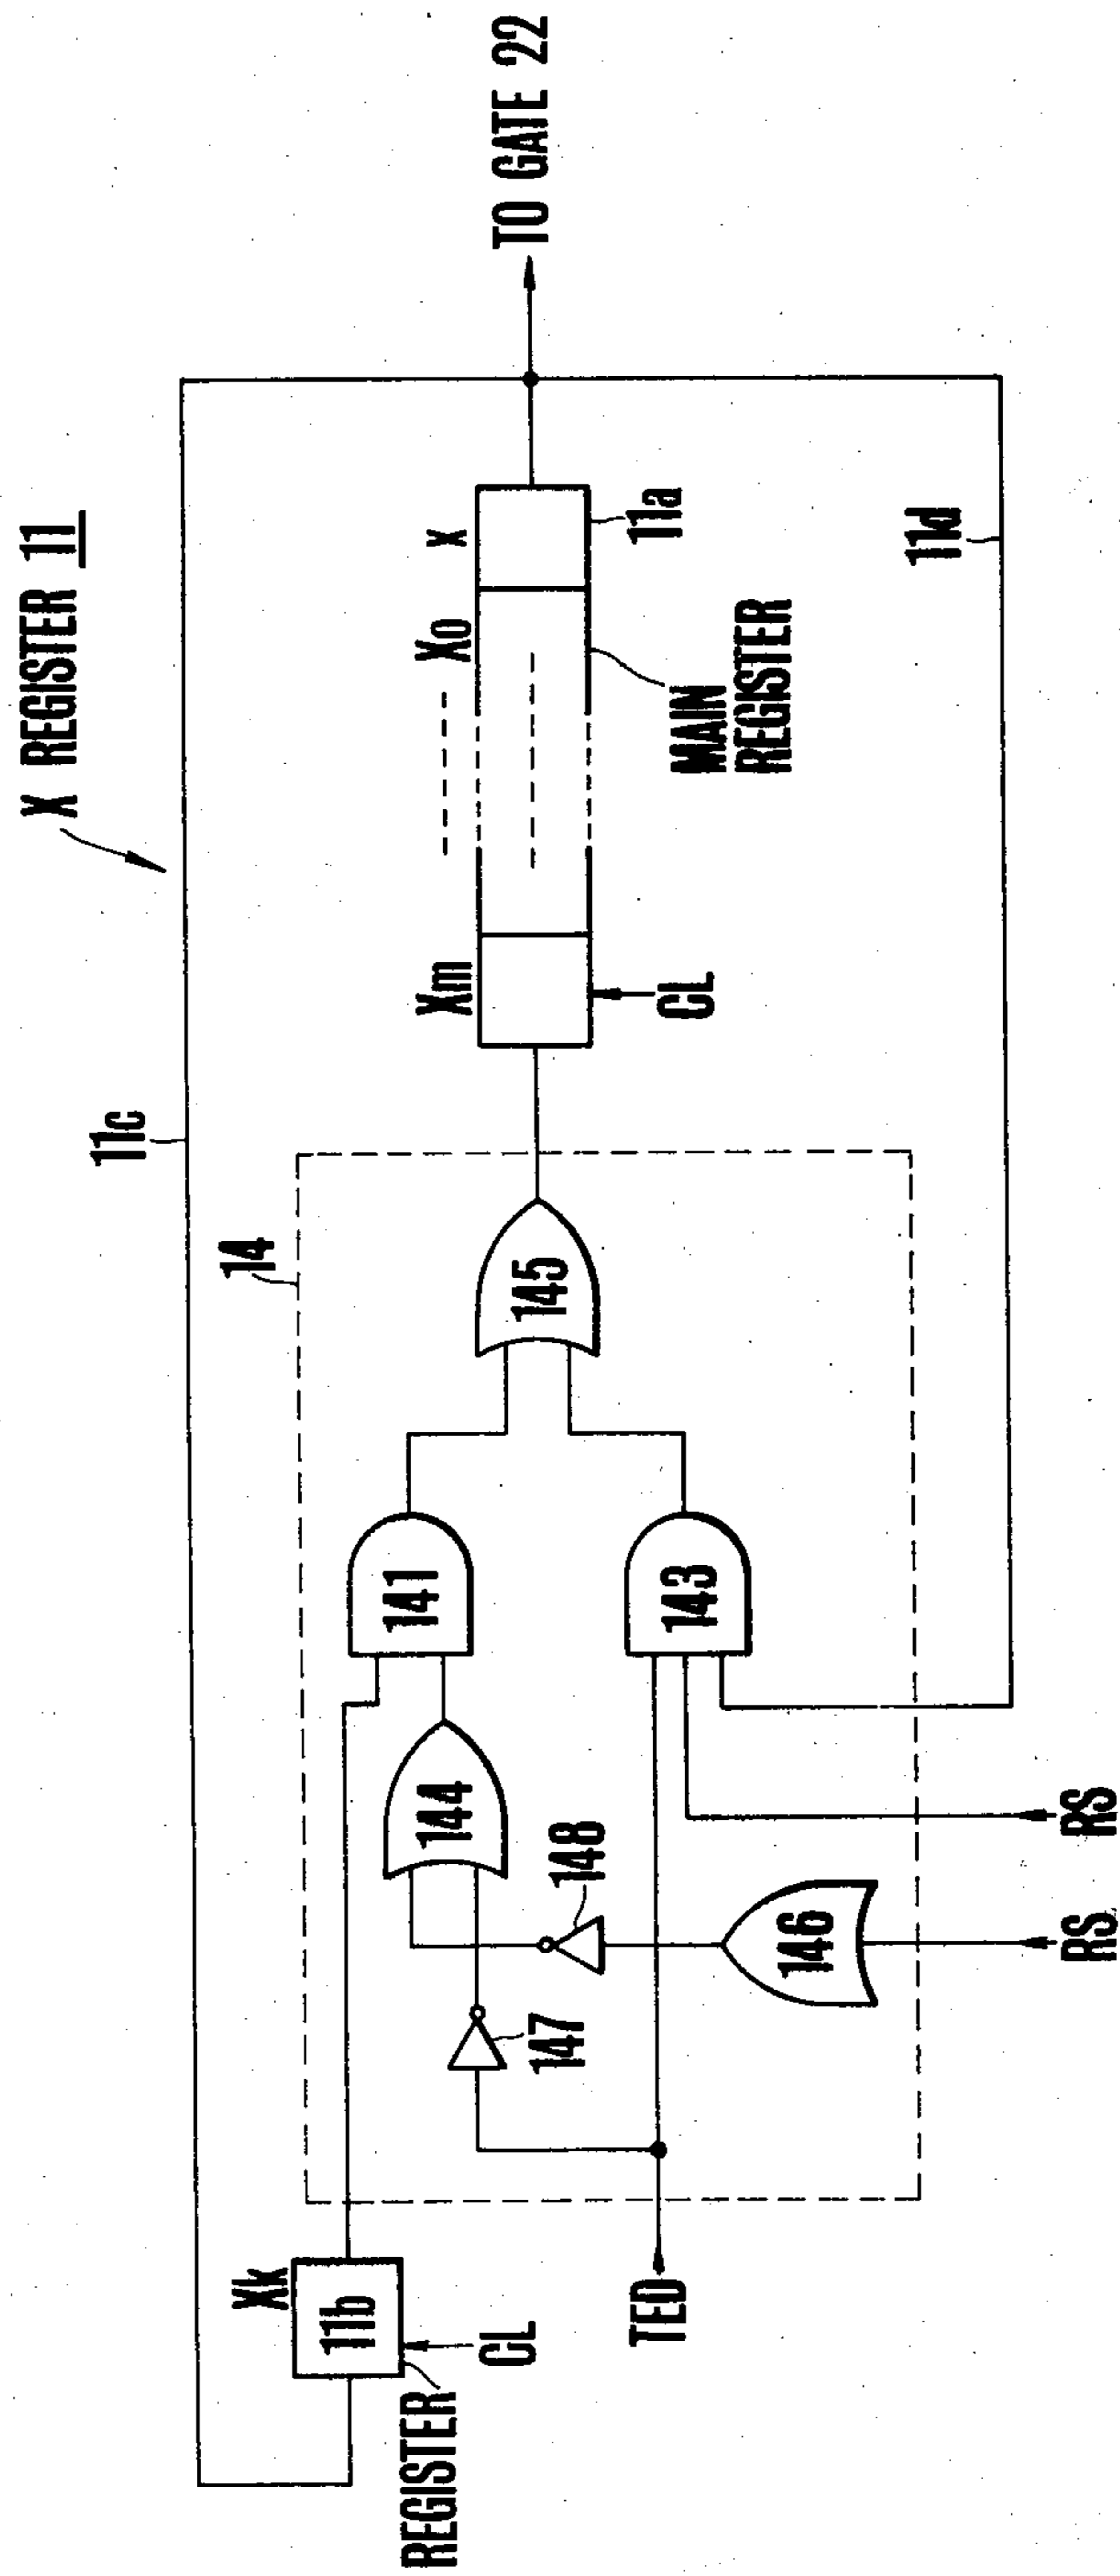 X REGISTER 11
11c
14
TO GATE 22
Xk
11b
REGISTER
CL
TED
147
148
144
146
RS
RS
141
143
145
Xm
Xo
x
CL
11a
MAIN
REGISTER
11d